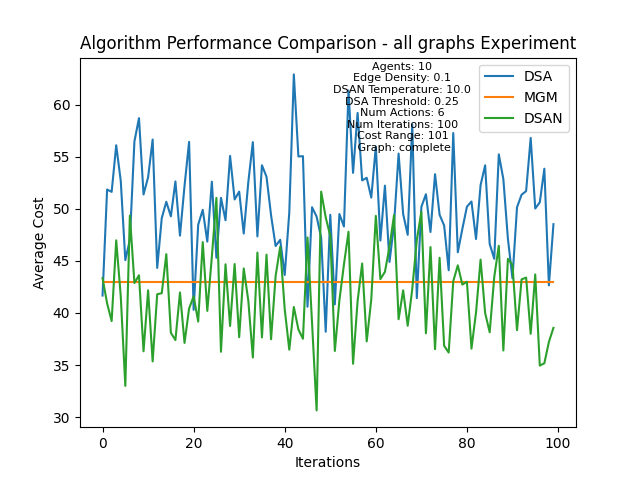 Algorithm Performance Comparison - all graphs Experiment
Agents: 10
Edge Density: 0.1
DSAN Temperature: 10.0
DSA Threshold: 0.25
Num Actions: 6
Num Iterations: 100
Cost Range: 101
Graph: complete
DSA
MGM
DSAN
Average Cost
60
55
50
45
40
35
30
0 20 40 60 80 100
Iterations